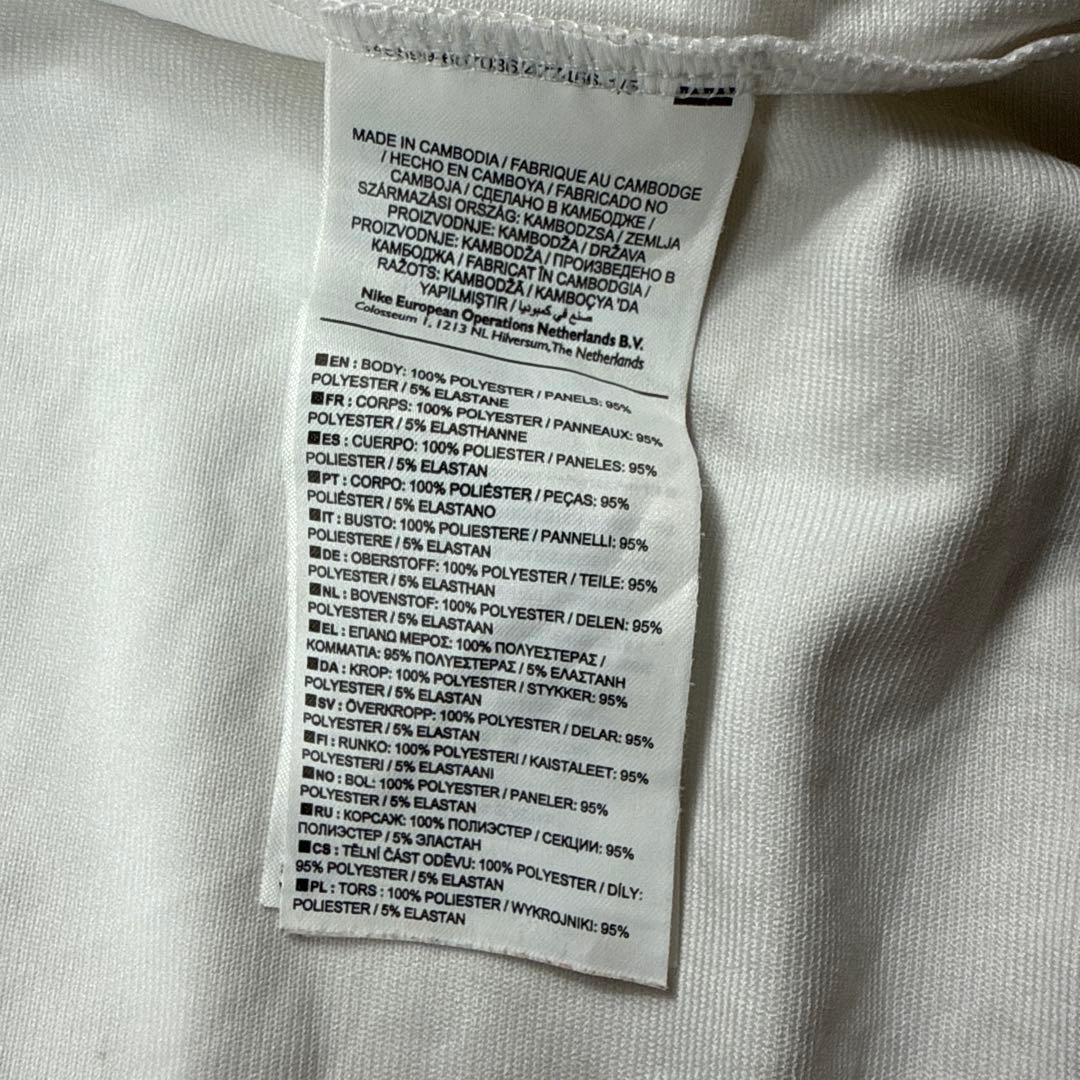 MADE IN CAMBODIA / FABRIQUE AU CAMBODGE
/ HECHO EN CAMBOYA / FABRICADO NO
CAMBOJA / СДЕЛАНО В КАМБОДЖЕ /
SZÁRMAZÁSI ORSZÁG: KAMBODZSA / ZEMLJA
PROIZVODNJE: KAMBODŽA / DRŽAVA
PROIZVODNJE: KAMBODŽA / ПРОИЗВЕДЕНО В
КАМБОДЖА / FABRICAT ÎN CAMBODGIA /
RAŽOTS: KAMBODŽĀ / KAMBOÇYA 'DA
YAPILMIŞTIR / صنع في كمبوديا
Nike European Operations Netherlands B.V.
Colosseum 1, 1213 NL Hilversum, The Netherlands
EN : BODY: 100% POLYESTER / PANELS: 95%
POLYESTER / 5% ELASTANE
FR : CORPS: 100% POLYESTER / PANNEAUX: 95%
POLYESTER / 5% ELASTHANNE
ES : CUERPO: 100% POLIESTER / PANELES: 95%
POLIESTER / 5% ELASTAN
PT : CORPO: 100% POLIÉSTER / PEÇAS: 95%
POLIÉSTER / 5% ELASTANO
IT : BUSTO: 100% POLIESTERE / PANNELLI: 95%
POLIESTERE / 5% ELASTAN
DE : OBERSTOFF: 100% POLYESTER / TEILE: 95%
POLYESTER / 5% ELASTHAN
NL : BOVENSTOF: 100% POLYESTER / DELEN: 95%
POLYESTER / 5% ELASTAAN
EL : ΕΠΑΝΩ ΜΕΡΟΣ: 100% ΠΟΛΥΕΣΤΕΡΑΣ /
ΚΟΜΜΑΤΙΑ: 95% ΠΟΛΥΕΣΤΕΡΑΣ / 5% ΕΛΑΣΤΑΝΗ
DA : KROP: 100% POLYESTER / STYKKER: 95%
POLYESTER / 5% ELASTAN
SV : ÖVERKROPP: 100% POLYESTER / DELAR: 95%
POLYESTER / 5% ELASTAN
FI : RUNKO: 100% POLYESTERI / KAISTALEET: 95%
POLYESTERI / 5% ELASTAANI
NO : BOL: 100% POLYESTER / PANELER: 95%
POLYESTER / 5% ELASTAN
RU : КОРСАЖ: 100% ПОЛИЭСТЕР / СЕКЦИИ: 95%
ПОЛИЭСТЕР / 5% ЭЛАСТАН
CS : TĚLNÍ ČÁST ODĚVU: 100% POLYESTER / DÍLY:
95% POLYESTER / 5% ELASTAN
PL : TORS : 100% POLIESTER / WYKROJNIKI: 95%
POLIESTER / 5% ELASTAN